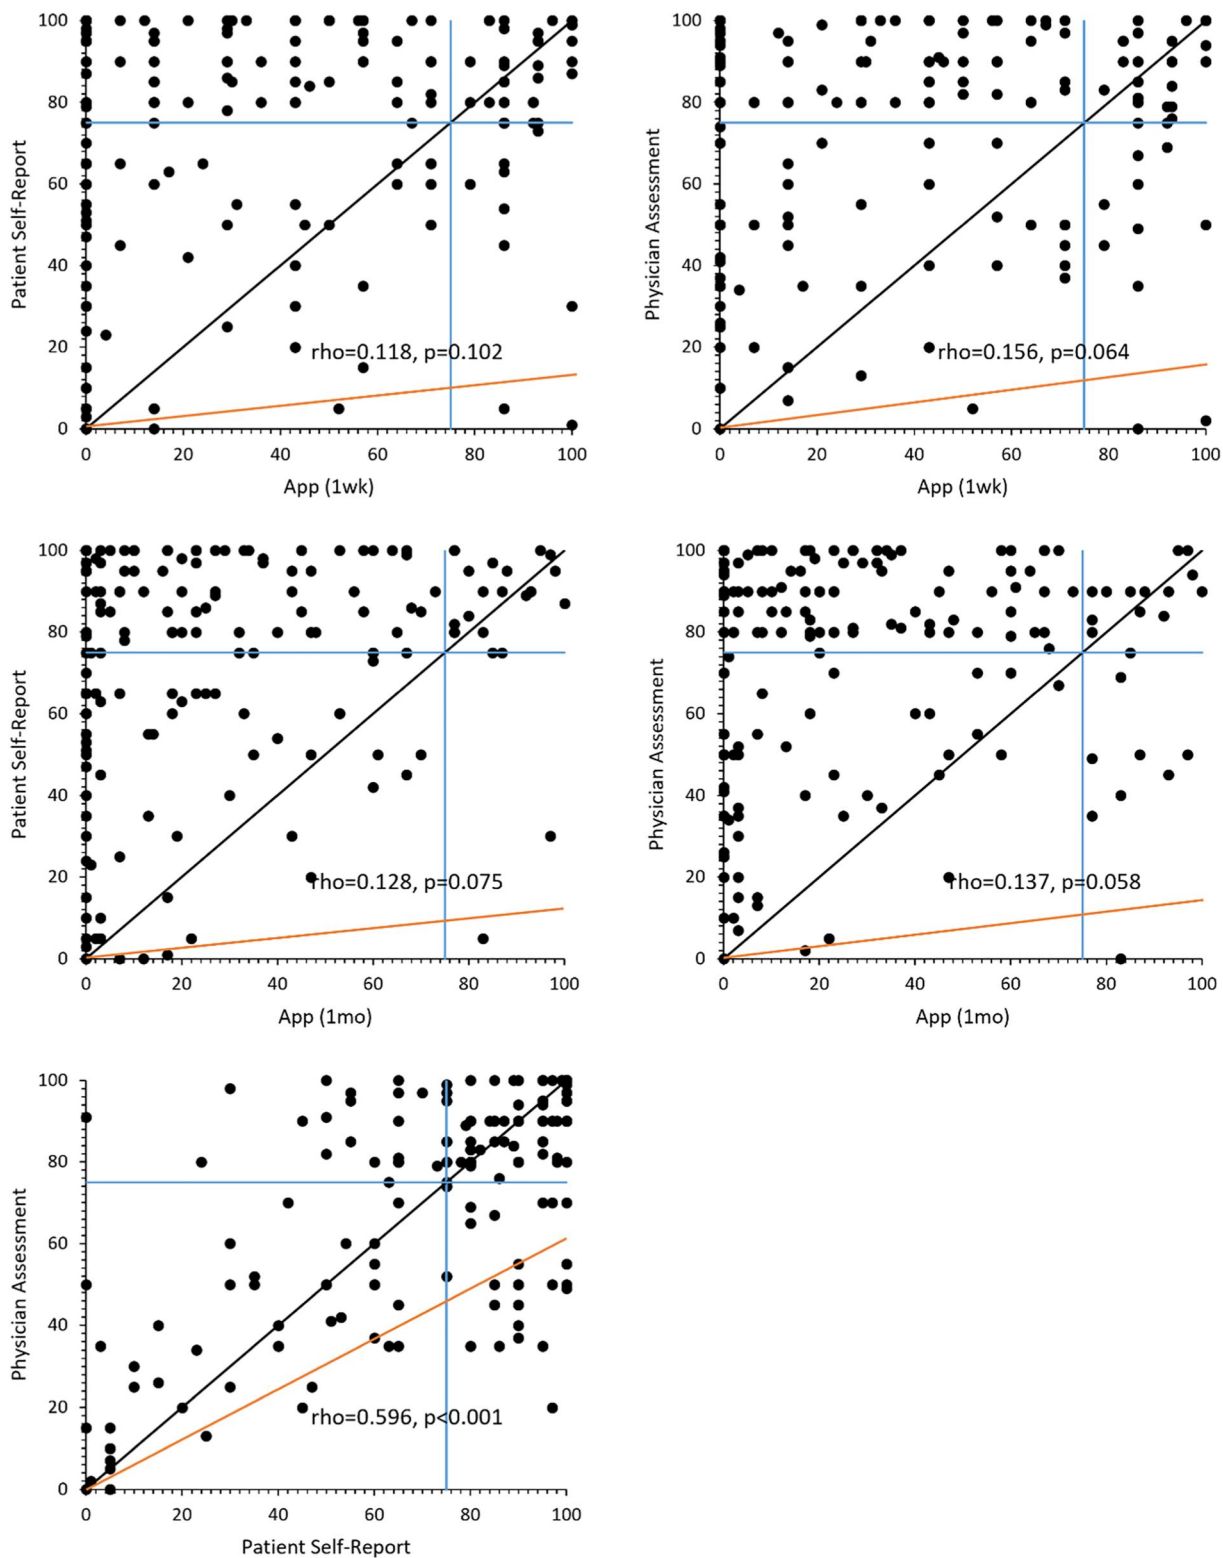 100
80
60
40
20
0
Patient Self-Report
rho=0.118, p=0.102
0 20 40 60 80 100
App (1wk)
100
80
60
40
20
0
Physician Assessment
rho=0.156, p=0.064
0 20 40 60 80 100
App (1wk)
100
80
60
40
20
0
Patient Self-Report
rho=0.128, p=0.075
0 20 40 60 80 100
App (1mo)
100
80
60
40
20
0
Physician Assessment
rho=0.137, p=0.058
0 20 40 60 80 100
App (1mo)
100
80
60
40
20
0
Physician Assessment
rho=0.596, p<0.001
0 20 40 60 80 100
Patient Self-Report